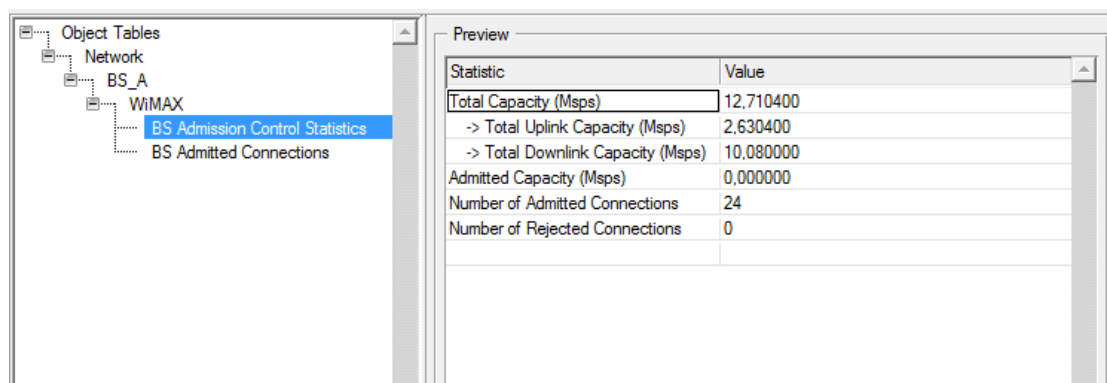 Object Tables
Network
BS_A
WiMAX
BS Admission Control Statistics
BS Admitted Connections
Preview
Statistic Value
Total Capacity (Msps) 12,710400
-> Total Uplink Capacity (Msps) 2,630400
-> Total Downlink Capacity (Msps) 10,080000
Admitted Capacity (Msps) 0,000000
Number of Admitted Connections 24
Number of Rejected Connections 0